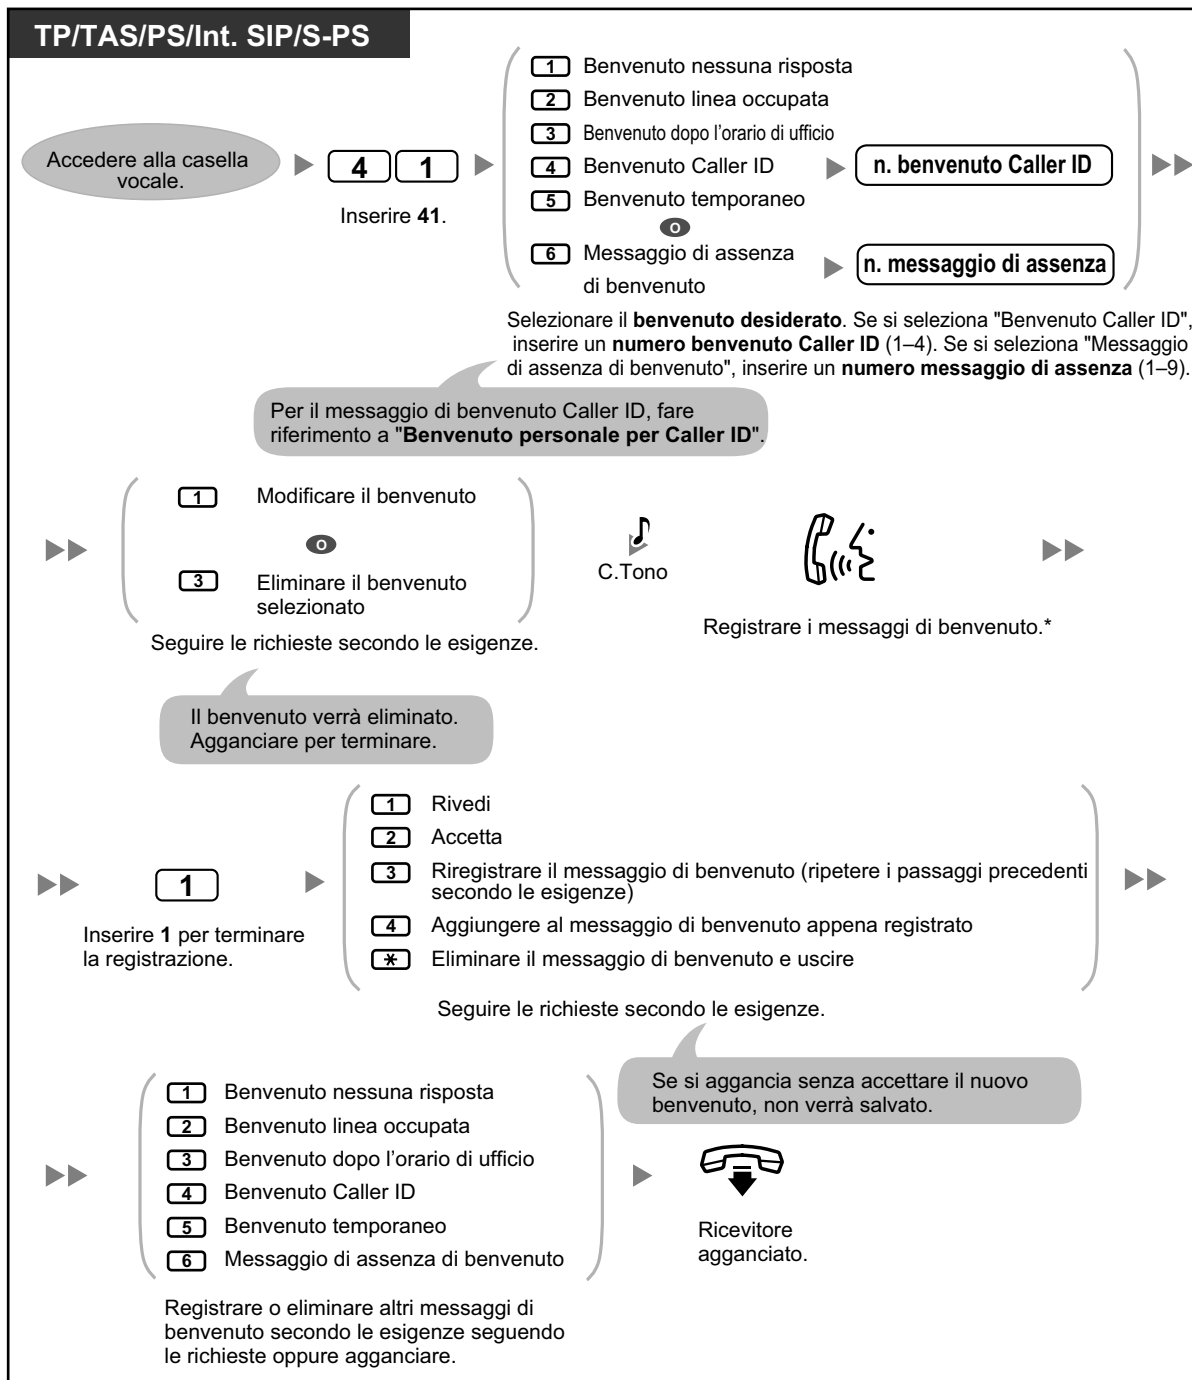 TP/TAS/PS/Int. SIP/S-PS
Accedere alla casella
vocale.
4 1
Inserire 41.
1 Benvenuto nessuna risposta
2 Benvenuto linea occupata
3 Benvenuto dopo l'orario di ufficio
4 Benvenuto Caller ID
n. benvenuto Caller ID
5 Benvenuto temporaneo
O
6 Messaggio di assenza
di benvenuto
n. messaggio di assenza
Selezionare il benvenuto desiderato. Se si seleziona "Benvenuto Caller ID",
inserire un numero benvenuto Caller ID (1–4). Se si seleziona "Messaggio
di assenza di benvenuto", inserire un numero messaggio di assenza (1–9).
Per il messaggio di benvenuto Caller ID, fare
riferimento a "Benvenuto personale per Caller ID".
1 Modificare il benvenuto
O
3 Eliminare il benvenuto
selezionato
Seguire le richieste secondo le esigenze.
C.Tono
Registrare i messaggi di benvenuto.*
Il benvenuto verrà eliminato.
Agganciare per terminare.
1
Inserire 1 per terminare
la registrazione.
1 Rivedi
2 Accetta
3 Riregistrare il messaggio di benvenuto (ripetere i passaggi precedenti
secondo le esigenze)
4 Aggiungere al messaggio di benvenuto appena registrato
* Eliminare il messaggio di benvenuto e uscire
Seguire le richieste secondo le esigenze.
Se si aggancia senza accettare il nuovo
benvenuto, non verrà salvato.
1 Benvenuto nessuna risposta
2 Benvenuto linea occupata
3 Benvenuto dopo l'orario di ufficio
4 Benvenuto Caller ID
5 Benvenuto temporaneo
6 Messaggio di assenza di benvenuto
Registrare o eliminare altri messaggi di
benvenuto secondo le esigenze seguendo
le richieste oppure agganciare.
Ricevitore
agganciato.